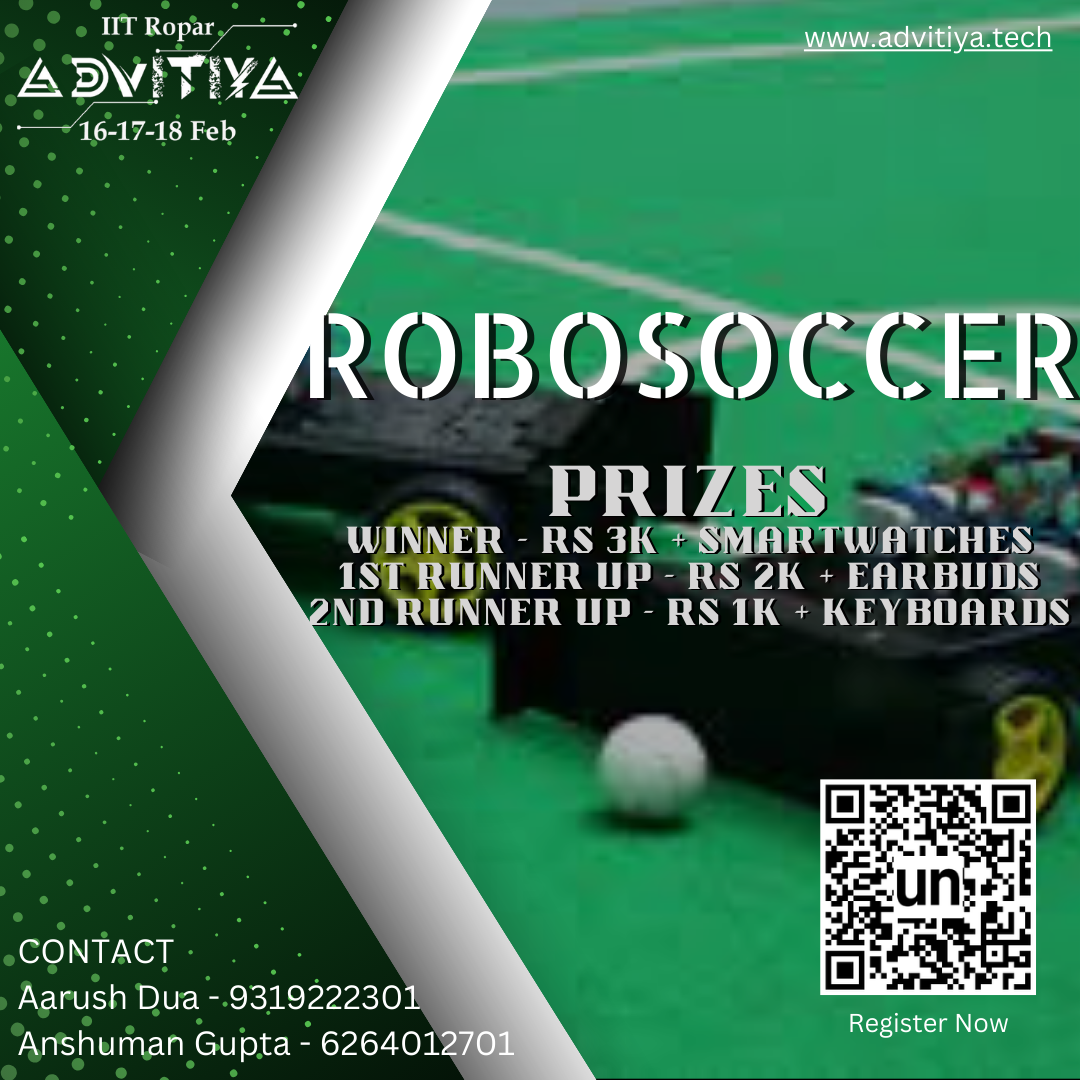 IIT Ropar
ADVITIYA
16-17-18 Feb
www.advitiya.tech
ROBOSOCCER
PRIZES
WINNER - RS 3K + SMARTWATCHES
1ST RUNNER UP - RS 2K + EARBUDS
2ND RUNNER UP - RS 1K + KEYBOARDS
un
Register Now
CONTACT
Aarush Dua - 9319222301
Anshuman Gupta - 6264012701